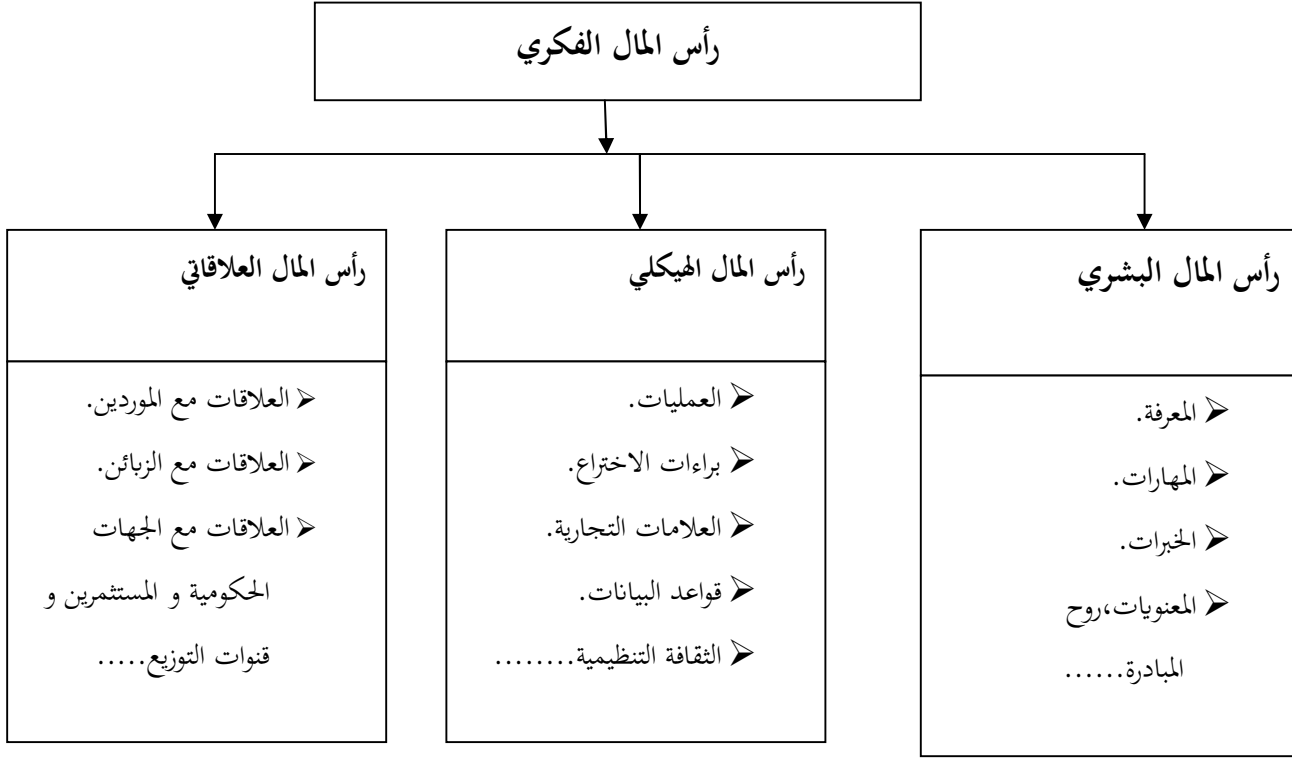 رأس المال الفكري
رأس المال البشري
➢ المعرفة.
➢ المهارات.
➢ الخبرات.
➢ المعنويات،روح
المبادرة......
رأس المال الهيكلي
➢ العمليات.
➢ براءات الاختراع.
➢ العلامات التجارية.
➢ قواعد البيانات.
➢ الثقافة التنظيمية........
رأس المال العلاقاتي
➢ العلاقات مع الموردين.
➢ العلاقات مع الزبائن.
➢ العلاقات مع الجهات
الحكومية و المستثمرين و
قنوات التوزيع.....